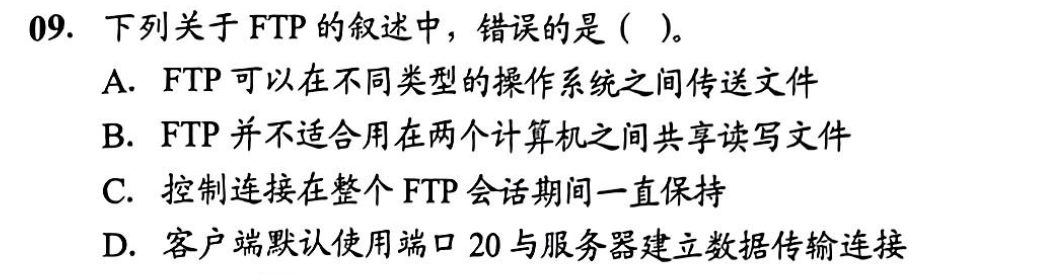 09. 下列关于 FTP 的叙述中，错误的是（ ）。
A. FTP 可以在不同类型的操作系统之间传送文件
B. FTP 并不适合用在两个计算机之间共享读写文件
C. 控制连接在整个 FTP 会话期间一直保持
D. 客户端默认使用端口 20 与服务器建立数据传输连接